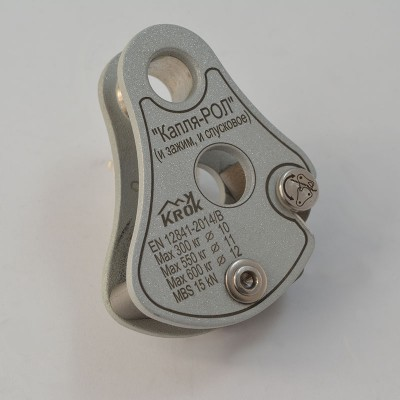 "Капля-РОЛ"
(и зажим, и спусковое)
KROK
EN 12841-2014/B
Max 300 кг ⌀ 10
Max 550 кг ⌀ 11
Max 600 кг ⌀ 12
MBS 15 kN